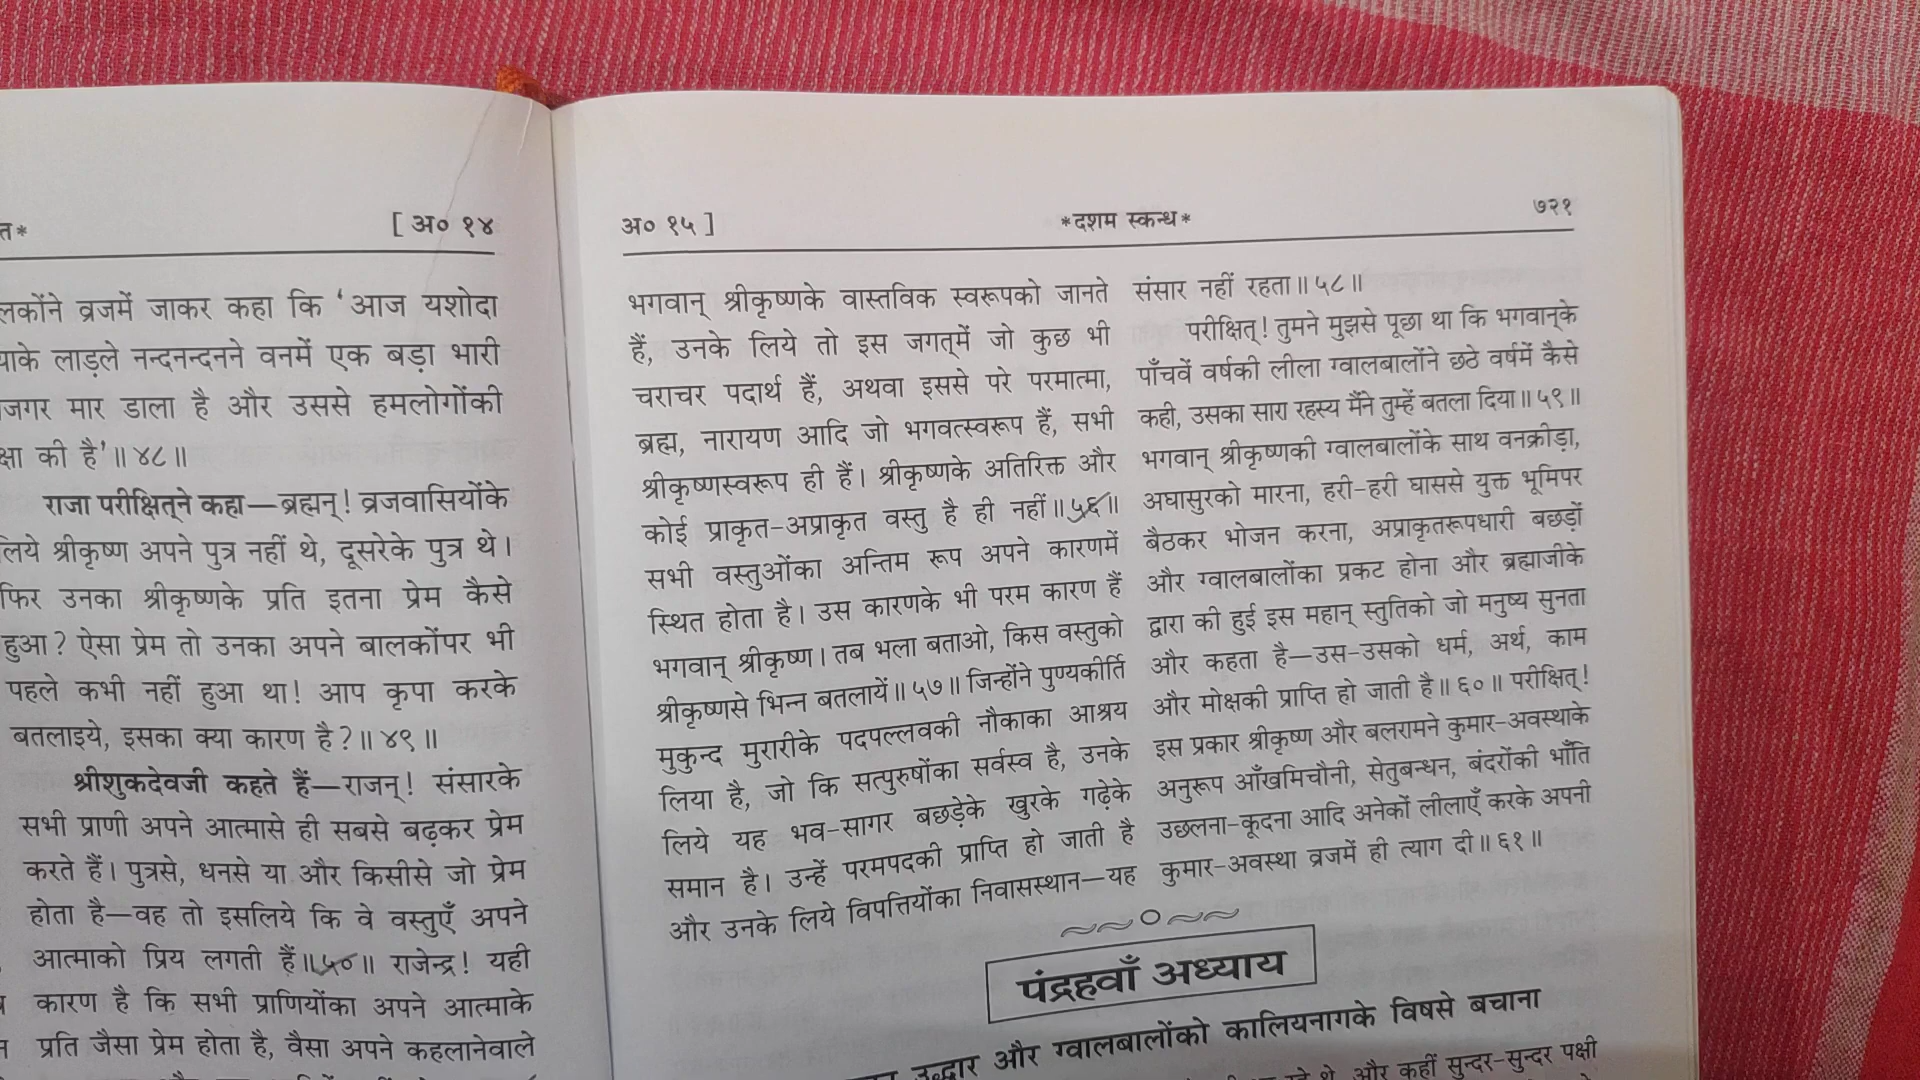 त*
[ अ० १४
लकोंने व्रजमें जाकर कहा कि ‘आज यशोदा
याके लाड़ले नन्दनन्दनने वनमें एक बड़ा भारी
जगर मार डाला है और उससे हमलोगोंकी
क्षा की है’॥ ४८॥
राजा परीक्षित्‌ने कहा—ब्रह्मन्! व्रजवासियोंके
लिये श्रीकृष्ण अपने पुत्र नहीं थे, दूसरेके पुत्र थे।
फिर उनका श्रीकृष्णके प्रति इतना प्रेम कैसे
हुआ? ऐसा प्रेम तो उनका अपने बालकोंपर भी
पहले कभी नहीं हुआ था! आप कृपा करके
बतलाइये, इसका क्या कारण है?॥ ४९॥
श्रीशुकदेवजी कहते हैं—राजन्! संसारके
सभी प्राणी अपने आत्मासे ही सबसे बढ़कर प्रेम
करते हैं। पुत्रसे, धनसे या और किसीसे जो प्रेम
होता है—वह तो इसलिये कि वे वस्तुएँ अपने
आत्माको प्रिय लगती हैं॥५०॥ राजेन्द्र! यही
कारण है कि सभी प्राणियोंका अपने आत्माके
प्रति जैसा प्रेम होता है, वैसा अपने कहलानेवाले
अ० १५ ]
*दशम स्कन्ध*
७२१
भगवान् श्रीकृष्णके वास्तविक स्वरूपको जानते
हैं, उनके लिये तो इस जगत्‌में जो कुछ भी
चराचर पदार्थ हैं, अथवा इससे परे परमात्मा,
ब्रह्म, नारायण आदि जो भगवत्स्वरूप हैं, सभी
श्रीकृष्णस्वरूप ही हैं। श्रीकृष्णके अतिरिक्त और
कोई प्राकृत-अप्राकृत वस्तु है ही नहीं॥५६॥
सभी वस्तुओंका अन्तिम रूप अपने कारणमें
स्थित होता है। उस कारणके भी परम कारण हैं
भगवान् श्रीकृष्ण। तब भला बताओ, किस वस्तुको
श्रीकृष्णसे भिन्न बतलायें॥ ५७॥ जिन्होंने पुण्यकीर्ति
मुकुन्द मुरारीके पदपल्लवकी नौकाका आश्रय
लिया है, जो कि सत्पुरुषोंका सर्वस्व है, उनके
लिये यह भव-सागर बछड़ेके खुरके गढ़ेके
समान है। उन्हें परमपदकी प्राप्ति हो जाती है
और उनके लिये विपत्तियोंका निवासस्थान—यह
संसार नहीं रहता॥ ५८॥
परीक्षित्! तुमने मुझसे पूछा था कि भगवान्‌के
पाँचवें वर्षकी लीला ग्वालबालोंने छठे वर्षमें कैसे
कही, उसका सारा रहस्य मैंने तुम्हें बतला दिया॥ ५९॥
भगवान् श्रीकृष्णकी ग्वालबालोंके साथ वनक्रीड़ा,
अघासुरको मारना, हरी-हरी घाससे युक्त भूमिपर
बैठकर भोजन करना, अप्राकृतरूपधारी बछड़ों
और ग्वालबालोंका प्रकट होना और ब्रह्माजीके
द्वारा की हुई इस महान् स्तुतिको जो मनुष्य सुनता
और कहता है—उस-उसको धर्म, अर्थ, काम
और मोक्षकी प्राप्ति हो जाती है॥ ६०॥ परीक्षित्!
इस प्रकार श्रीकृष्ण और बलरामने कुमार-अवस्थाके
अनुरूप आँखमिचौनी, सेतुबन्धन, बंदरोंकी भाँति
उछलना-कूदना आदि अनेकों लीलाएँ करके अपनी
कुमार-अवस्था व्रजमें ही त्याग दी॥ ६१॥
पंद्रहवाँ अध्याय
उद्धार और ग्वालबालोंको कालियनागके विषसे बचाना
थे, और कहीं सुन्दर-सुन्दर पक्षी